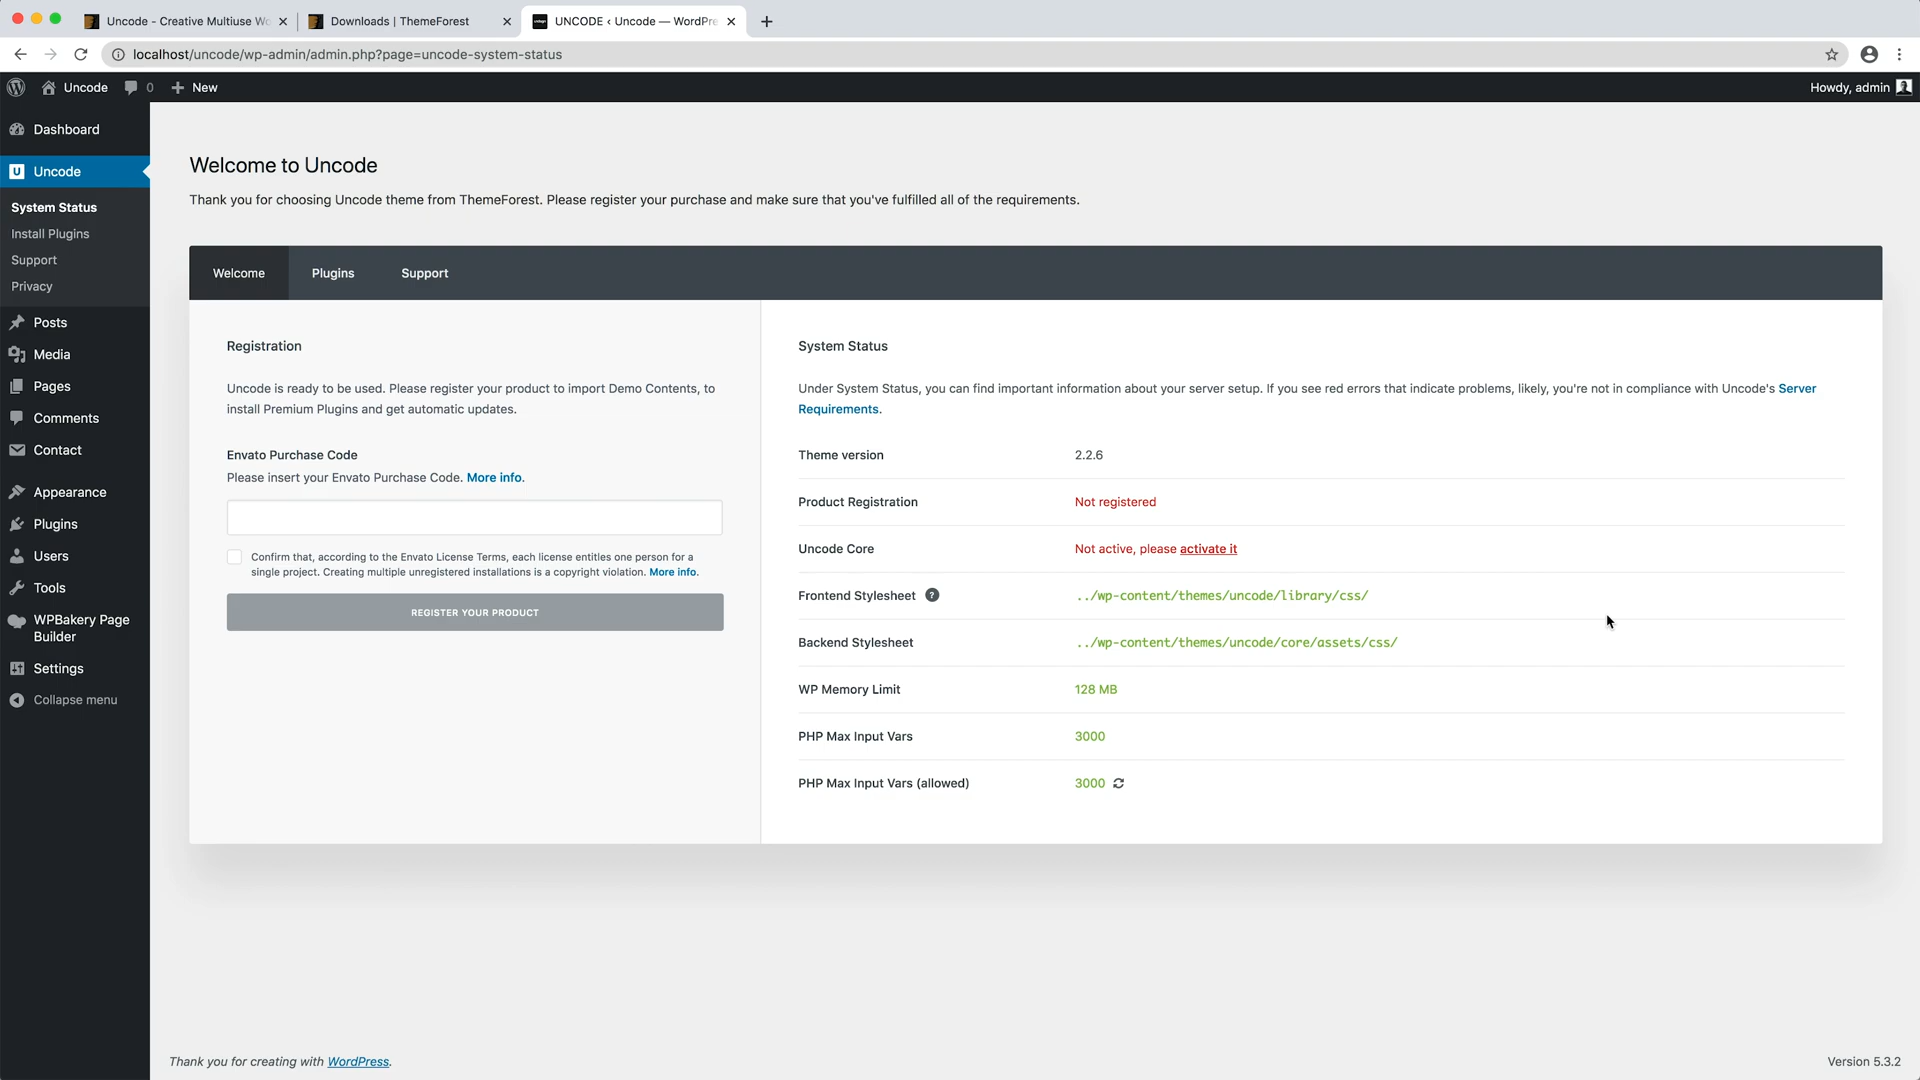 Uncode - Creative Multiuse Wo
Downloads | ThemeForest
UNCODE ‹ Uncode — WordPre
localhost/uncode/wp-admin/admin.php?page=uncode-system-status
Uncode
0
New
Howdy, admin
Dashboard
Uncode
System Status
Install Plugins
Support
Privacy
Posts
Media
Pages
Comments
Contact
Appearance
Plugins
Users
Tools
WPBakery Page
Builder
Settings
Collapse menu
Welcome to Uncode
Thank you for choosing Uncode theme from ThemeForest. Please register your purchase and make sure that you've fulfilled all of the requirements.
Welcome
Plugins
Support
Registration
Uncode is ready to be used. Please register your product to import Demo Contents, to
install Premium Plugins and get automatic updates.
Envato Purchase Code
Please insert your Envato Purchase Code. More info.
Confirm that, according to the Envato License Terms, each license entitles one person for a
single project. Creating multiple unregistered installations is a copyright violation. More info.
REGISTER YOUR PRODUCT
System Status
Under System Status, you can find important information about your server setup. If you see red errors that indicate problems, likely, you're not in compliance with Uncode's Server
Requirements.
Theme version 2.2.6
Product Registration Not registered
Uncode Core Not active, please activate it
Frontend Stylesheet ? ../wp-content/themes/uncode/library/css/
Backend Stylesheet ../wp-content/themes/uncode/core/assets/css/
WP Memory Limit 128 MB
PHP Max Input Vars 3000
PHP Max Input Vars (allowed) 3000
Thank you for creating with WordPress.
Version 5.3.2